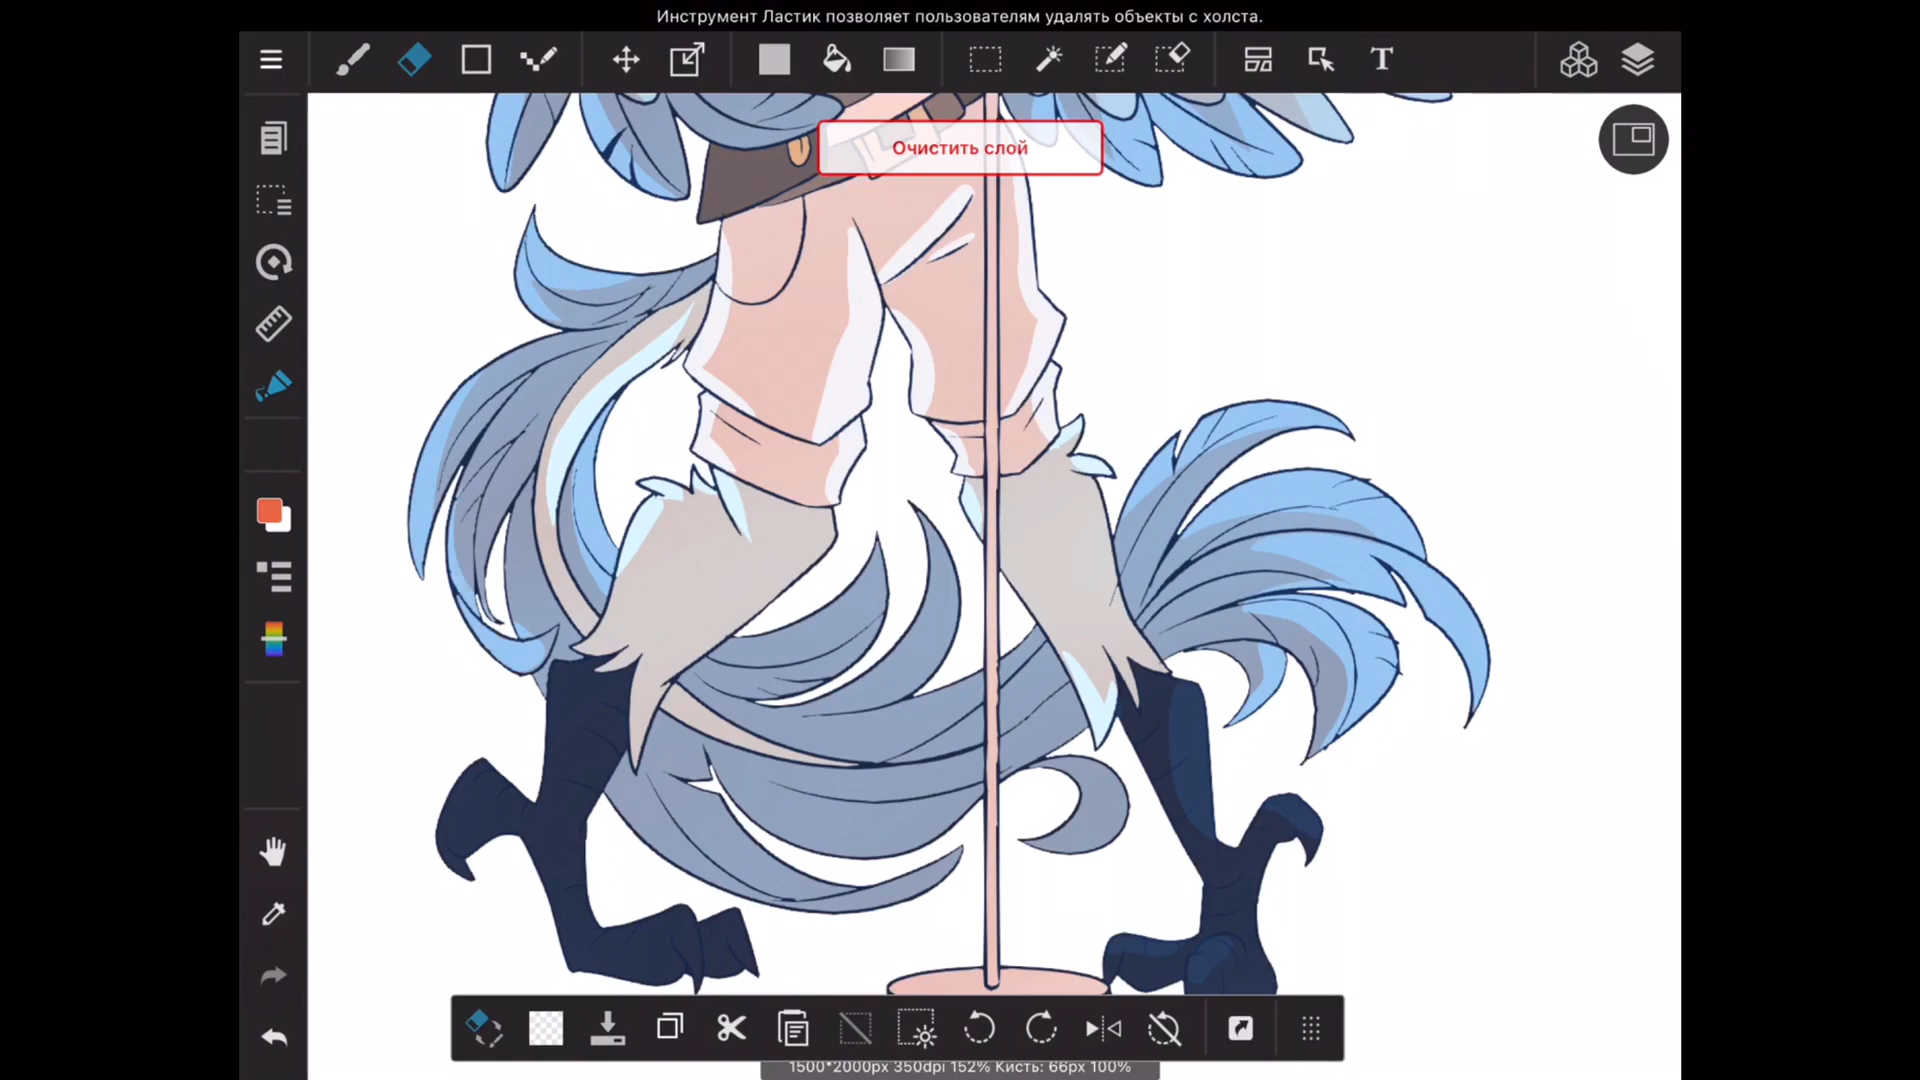 Инструмент Ластик позволяет пользователям удалять объекты с холста.
Очистить слой
1500*2000px 350dpi 152% Кисть: 66px 100%